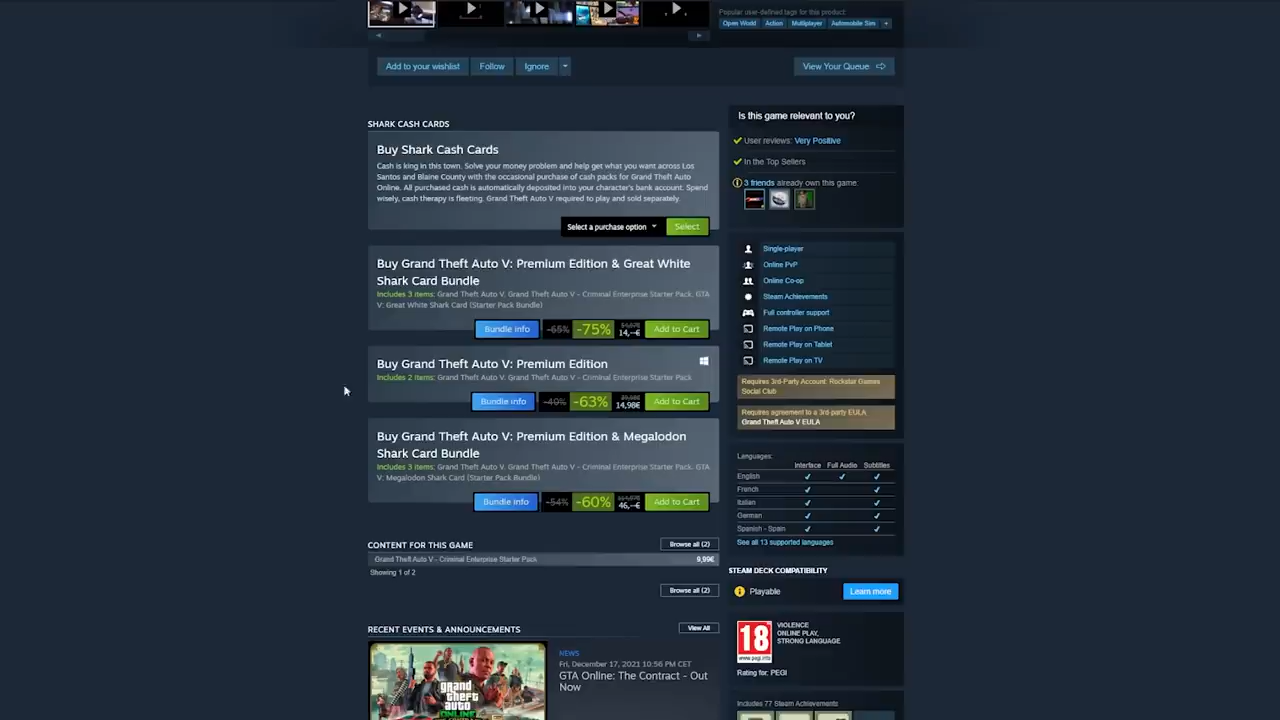 Popular user-defined tags for this product:
Open World Action Multiplayer Automobile Sim +
Add to your wishlist Follow Ignore View Your Queue
SHARK CASH CARDS
Buy Shark Cash Cards
Cash is king in this town. Solve your money problem and help get what you want across Los
Santos and Blaine County with the occasional purchase of cash packs for Grand Theft Auto
Online. All purchased cash is automatically deposited into your character's bank account. Spend
wisely, cash therapy is fleeting. Grand Theft Auto V required to play and sold separately.
Select a purchase option Select
Buy Grand Theft Auto V: Premium Edition & Great White
Shark Card Bundle
Includes 3 items: Grand Theft Auto V, Grand Theft Auto V - Criminal Enterprise Starter Pack, GTA
V: Great White Shark Card (Starter Pack Bundle)
Bundle info -65% -75% 14,--€ Add to Cart
Buy Grand Theft Auto V: Premium Edition
Includes 2 items: Grand Theft Auto V, Grand Theft Auto V - Criminal Enterprise Starter Pack
Bundle info -40% -63% 14,98€ Add to Cart
Buy Grand Theft Auto V: Premium Edition & Megalodon
Shark Card Bundle
Includes 3 items: Grand Theft Auto V, Grand Theft Auto V - Criminal Enterprise Starter Pack, GTA
V: Megalodon Shark Card (Starter Pack Bundle)
Bundle info -54% -60% 46,--€ Add to Cart
CONTENT FOR THIS GAME Browse all (2)
Grand Theft Auto V - Criminal Enterprise Starter Pack 9,99€
Showing 1 of 2
Browse all (2)
RECENT EVENTS & ANNOUNCEMENTS View All
grand
theft
auto
ONLINE
NEWS
Fri, December 17, 2021 10:56 PM CET
GTA Online: The Contract - Out
Now
Is this game relevant to you?
User reviews: Very Positive
In the Top Sellers
3 friends already own this game:
Single-player
Online PvP
Online Co-op
Steam Achievements
Full controller support
Remote Play on Phone
Remote Play on Tablet
Remote Play on TV
Requires 3rd-Party Account: Rockstar Games
Social Club
Requires agreement to a 3rd-party EULA
Grand Theft Auto V EULA
Languages:
Interface Full Audio Subtitles
English ✔ ✔ ✔
French ✔ ✔
Italian ✔ ✔
German ✔ ✔
Spanish - Spain ✔ ✔
See all 13 supported languages
STEAM DECK COMPATIBILITY
Playable Learn more
18
www.pegi.info
VIOLENCE
ONLINE PLAY,
STRONG LANGUAGE
Rating for: PEGI
Includes 77 Steam Achievements